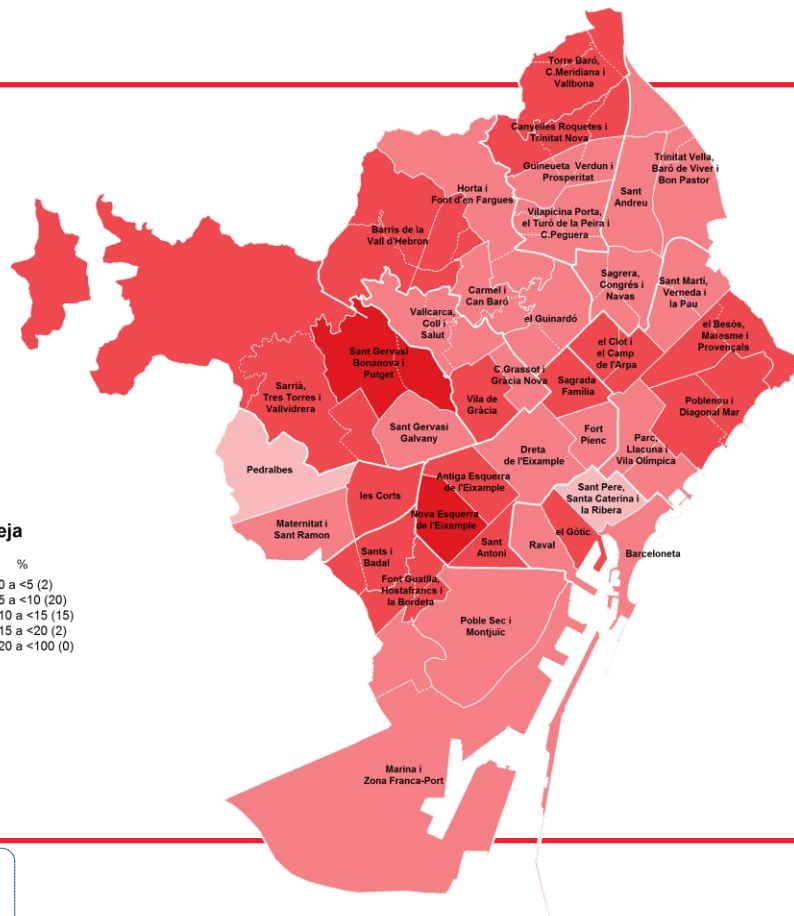 Torre Baró,
C.Meridiana i
Vallbona
Canyelles Roquetes i
Trinitat Nova
Guineueta Verdun i
Prosperitat
Trinitat Vella,
Baró de Viver i
Bon Pastor
Horta i
Font d'en Fargues
Sant
Andreu
Vilapicina Porta,
el Turó de la Peira i
C.Peguera
Barris de la
Vall d'Hebron
Sagrera,
Congrés i
Navas
Sant Martí,
Verneda i
la Pau
Carmel i
Can Baró
Vallcarca,
Coll i
Salut
el Guinardó
el Besòs,
Maresme i
Provençals
el Clot i
el Camp
de l'Arpa
Sant Gervasi
Bonanova i
Putget
C.Grassot i
Gràcia Nova
Sagrada
Família
Sarrià,
Tres Torres i
Vallvidrera
Vila de
Gràcia
Poblenou i
Diagonal Mar
Sant Gervasi
Galvany
Fort
Pienc
Dreta
de l'Eixample
Parc,
Llacuna i
Vila Olímpica
Pedralbes
Antiga Esquerra
de l'Eixample
Sant Pere,
Santa Caterina i
la Ribera
les Corts
Nova Esquerra
de l'Eixample
Maternitat i
Sant Ramon
el Gòtic
Sant
Antoni
Raval
Barceloneta
Sants i
Badal
Font Guatlla,
Hostafrancs i
la Bordeta
Poble Sec i
Montjuïc
Marina i
Zona Franca-Port
eja
%
0 a <5 (2)
5 a <10 (20)
10 a <15 (15)
15 a <20 (2)
20 a <100 (0)